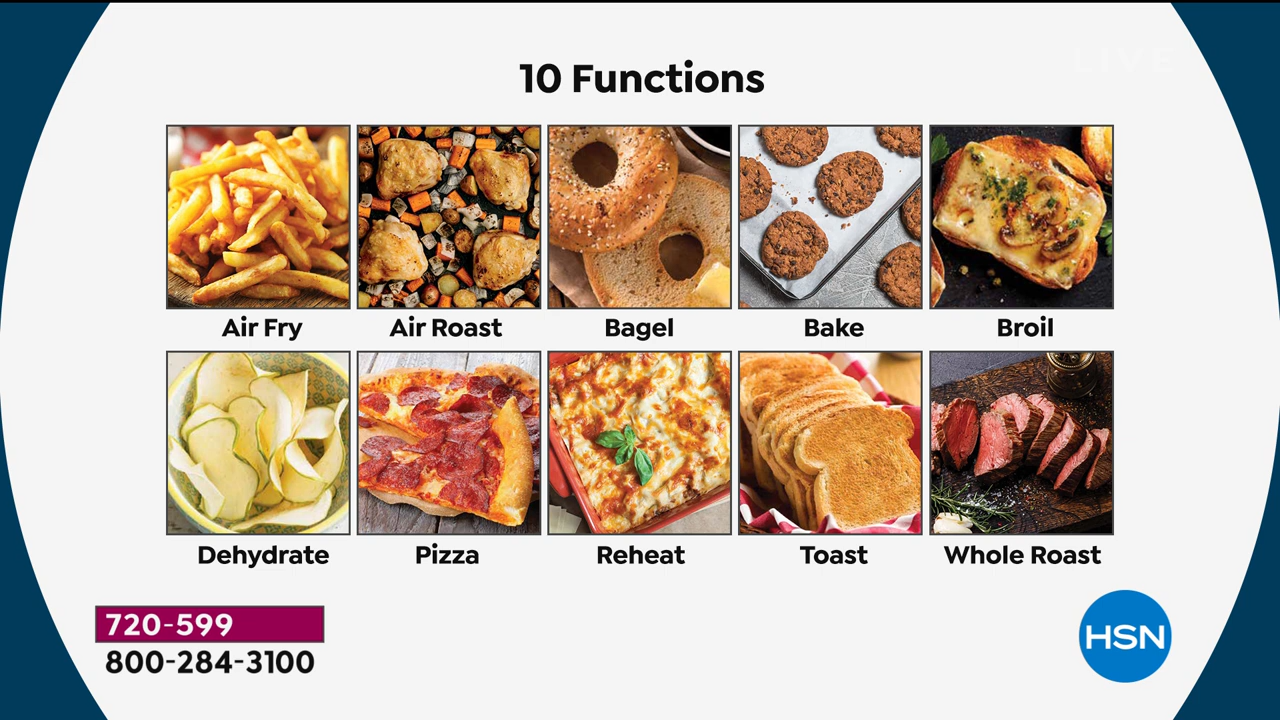 LIVE
10 Functions
Air Fry
Air Roast
Bagel
Bake
Broil
Dehydrate
Pizza
Reheat
Toast
Whole Roast
720-599
800-284-3100
HSN